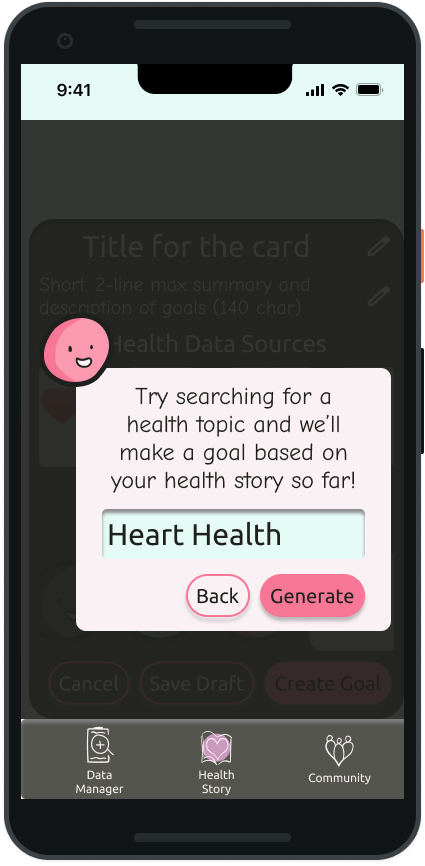 9:41
Title for the card
Short, 2-line max summary and
description of goals (140 char)
Health Data Sources
Try searching for a
health topic and we'll
make a goal based on
your health story so far!
Heart Health
Back
Generate
Cancel
Save Draft
Create Goal
Data
Manager
Health
Story
Community